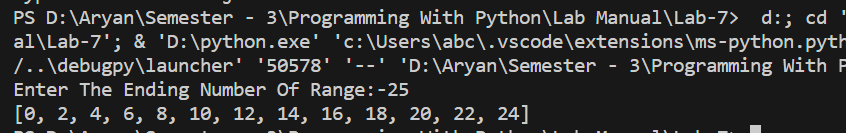 PS D:\Aryan\Semester - 3\Programming With Python\Lab Manual\Lab-7>  d:; cd '
al\Lab-7'; & 'D:\python.exe' 'c:\Users\abc\.vscode\extensions\ms-python.pyth
/..\debugpy\launcher' '50578' '--' 'D:\Aryan\Semester - 3\Programming With P
Enter The Ending Number Of Range:-25
[0, 2, 4, 6, 8, 10, 12, 14, 16, 18, 20, 22, 24]